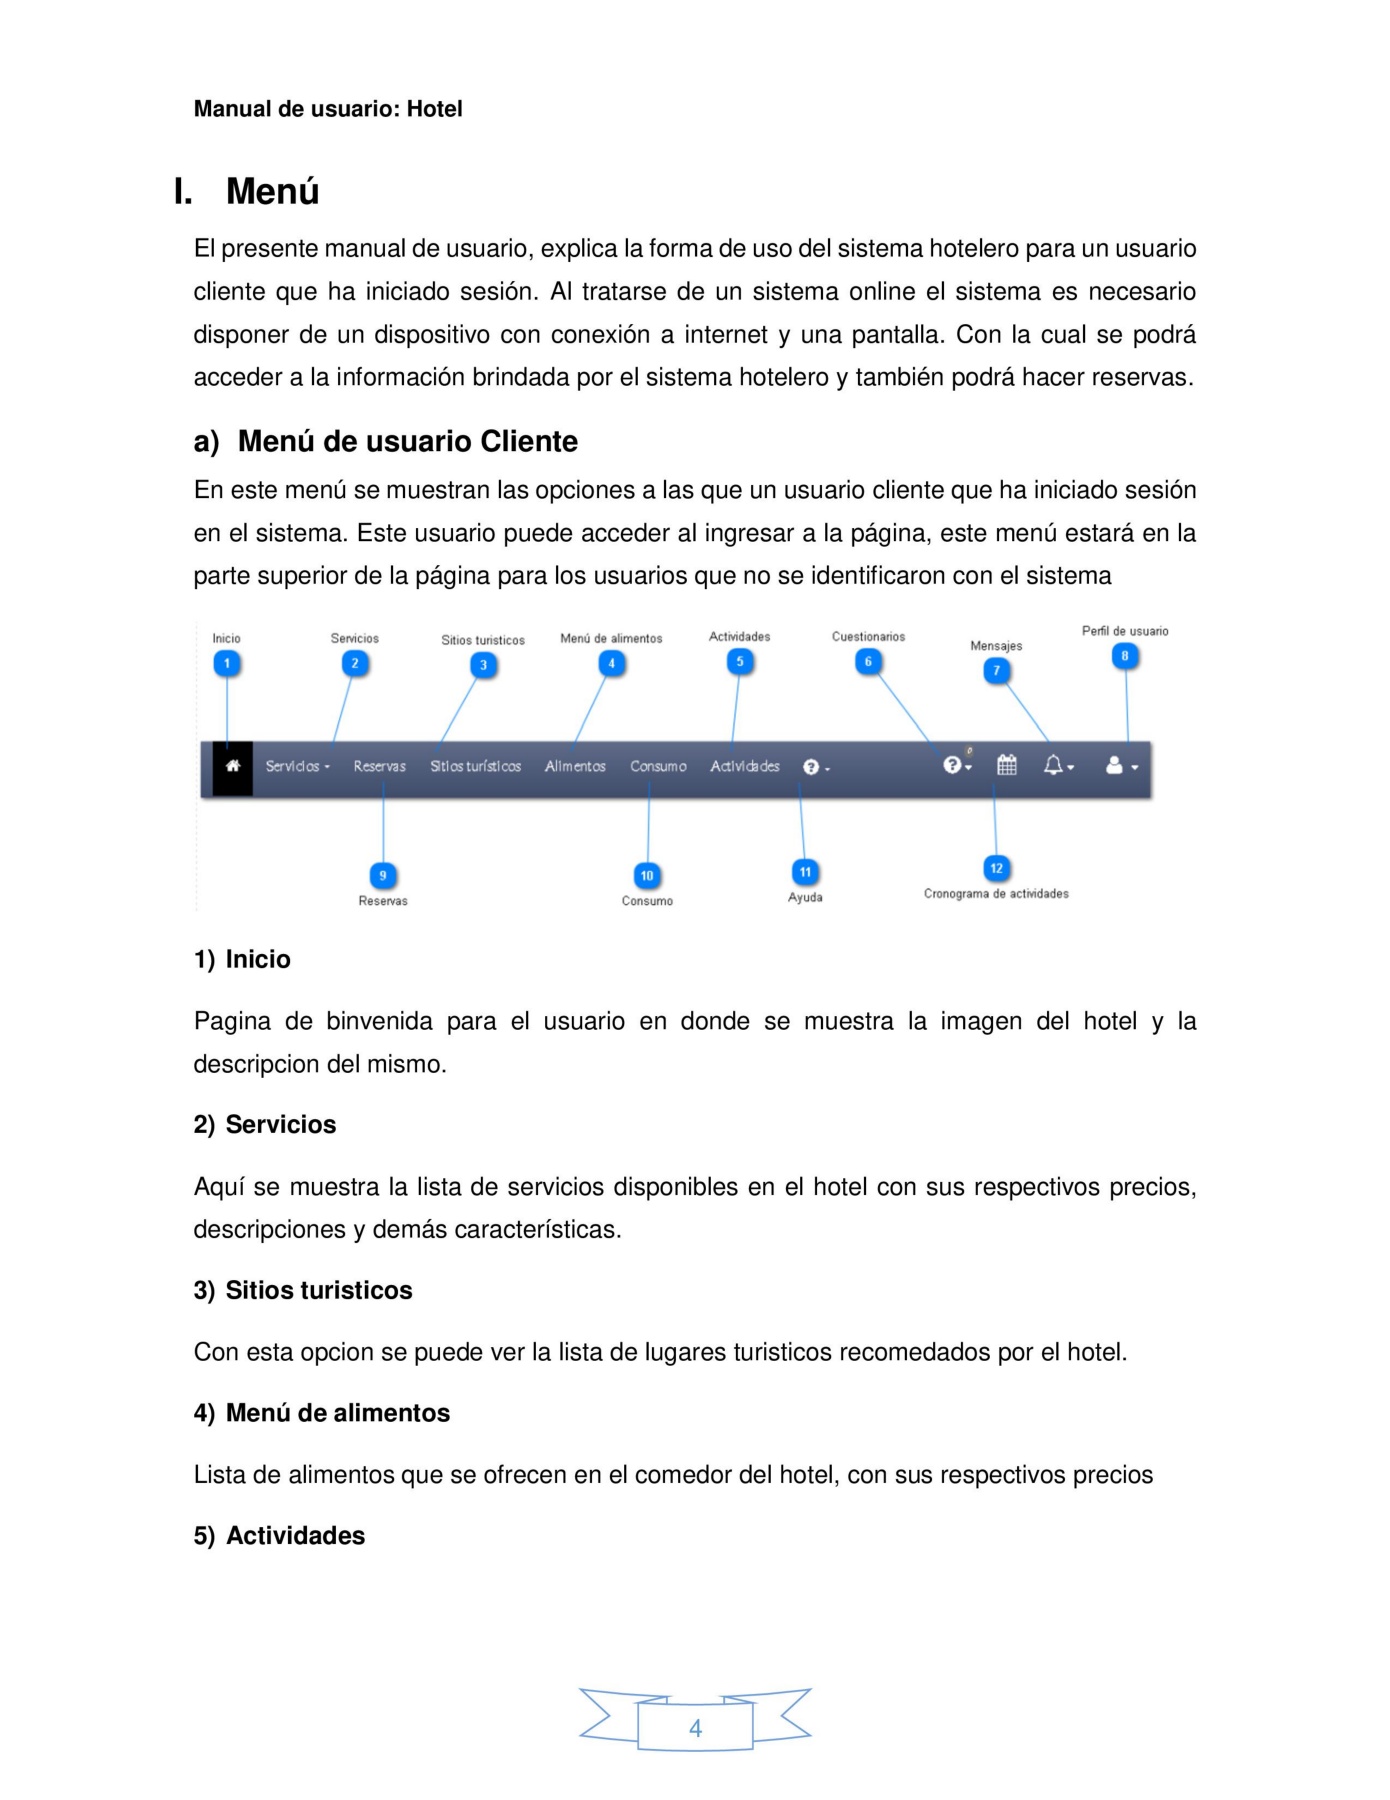 Manual de usuario: Hotel
I. Menú
El presente manual de usuario, explica la forma de uso del sistema hotelero para un usuario
cliente que ha iniciado sesión. Al tratarse de un sistema online el sistema es necesario
disponer de un dispositivo con conexión a internet y una pantalla. Con la cual se podrá
acceder a la información brindada por el sistema hotelero y también podrá hacer reservas.
a) Menú de usuario Cliente
En este menú se muestran las opciones a las que un usuario cliente que ha iniciado sesión
en el sistema. Este usuario puede acceder al ingresar a la página, este menú estará en la
parte superior de la página para los usuarios que no se identificaron con el sistema
Inicio Servicios Sitios turisticos Menú de alimentos Actividades Cuestionarios Mensajes Perfil de usuario
1 2 3 4 5 6 7 8
Servicios Reservas Sitios turísticos Alimentos Consumo Actividades ? ? 0
9 10 11 12
Reservas Consumo Ayuda Cronograma de actividades
1) Inicio
Pagina de binvenida para el usuario en donde se muestra la imagen del hotel y la
descripcion del mismo.
2) Servicios
Aquí se muestra la lista de servicios disponibles en el hotel con sus respectivos precios,
descripciones y demás características.
3) Sitios turisticos
Con esta opcion se puede ver la lista de lugares turisticos recomedados por el hotel.
4) Menú de alimentos
Lista de alimentos que se ofrecen en el comedor del hotel, con sus respectivos precios
5) Actividades
4